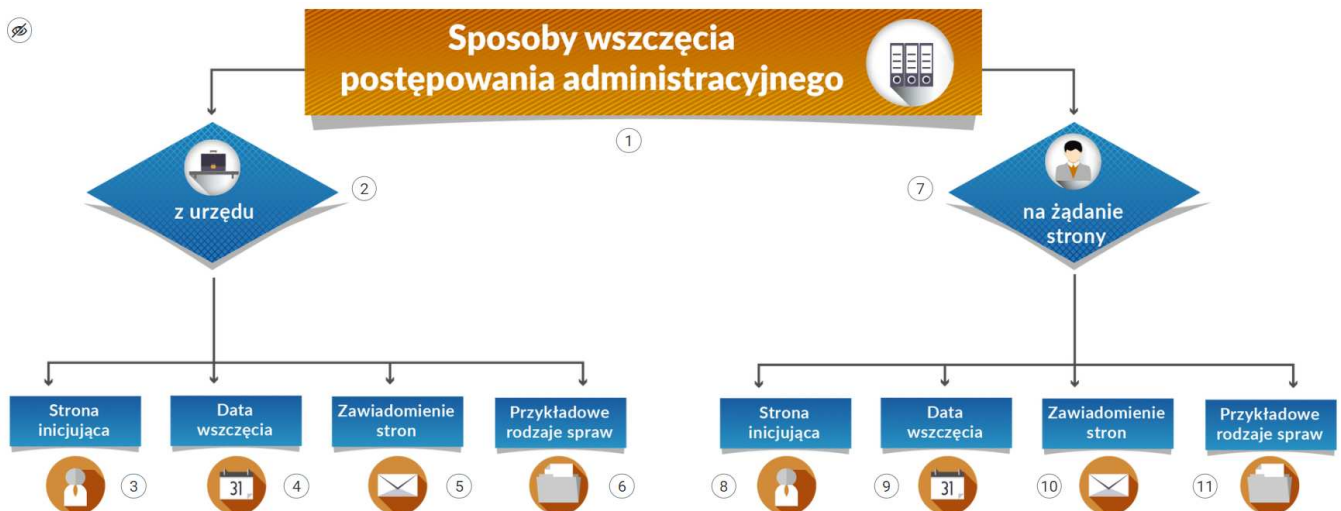 Sposoby wszczęcia
postępowania administracyjnego
1
z urzędu
2
7
na żądanie
strony
Strona
inicjująca
Data
wszczęcia
Zawiadomienie
stron
Przykładowe
rodzaje spraw
3
31
4
5
6
Strona
inicjująca
Data
wszczęcia
Zawiadomienie
stron
Przykładowe
rodzaje spraw
8
9
31
10
11